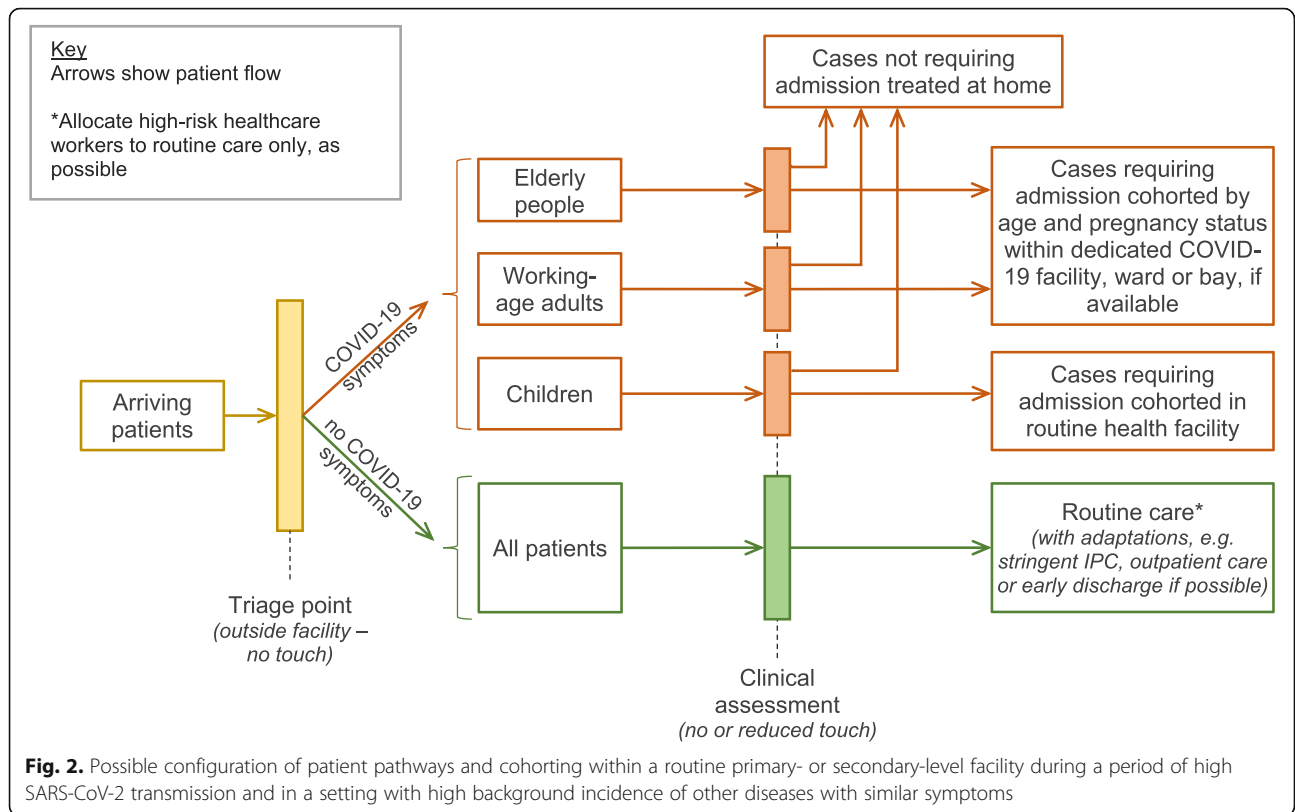 Key
Arrows show patient flow
*Allocate high-risk healthcare
workers to routine care only, as
possible
Cases not requiring
admission treated at home
Elderly
people
Cases requiring
admission cohorted by
age and pregnancy status
within dedicated COVID-
19 facility, ward or bay, if
available
Working-
age adults
COVID-19
symptoms
Children
Cases requiring
admission cohorted in
routine health facility
Arriving
patients
no COVID-19
symptoms
All patients
Routine care*
(with adaptations, e.g.
stringent IPC, outpatient care
or early discharge if possible)
Triage point
(outside facility –
no touch)
Clinical
assessment
(no or reduced touch)
Fig. 2. Possible configuration of patient pathways and cohorting within a routine primary- or secondary-level facility during a period of high
SARS-CoV-2 transmission and in a setting with high background incidence of other diseases with similar symptoms